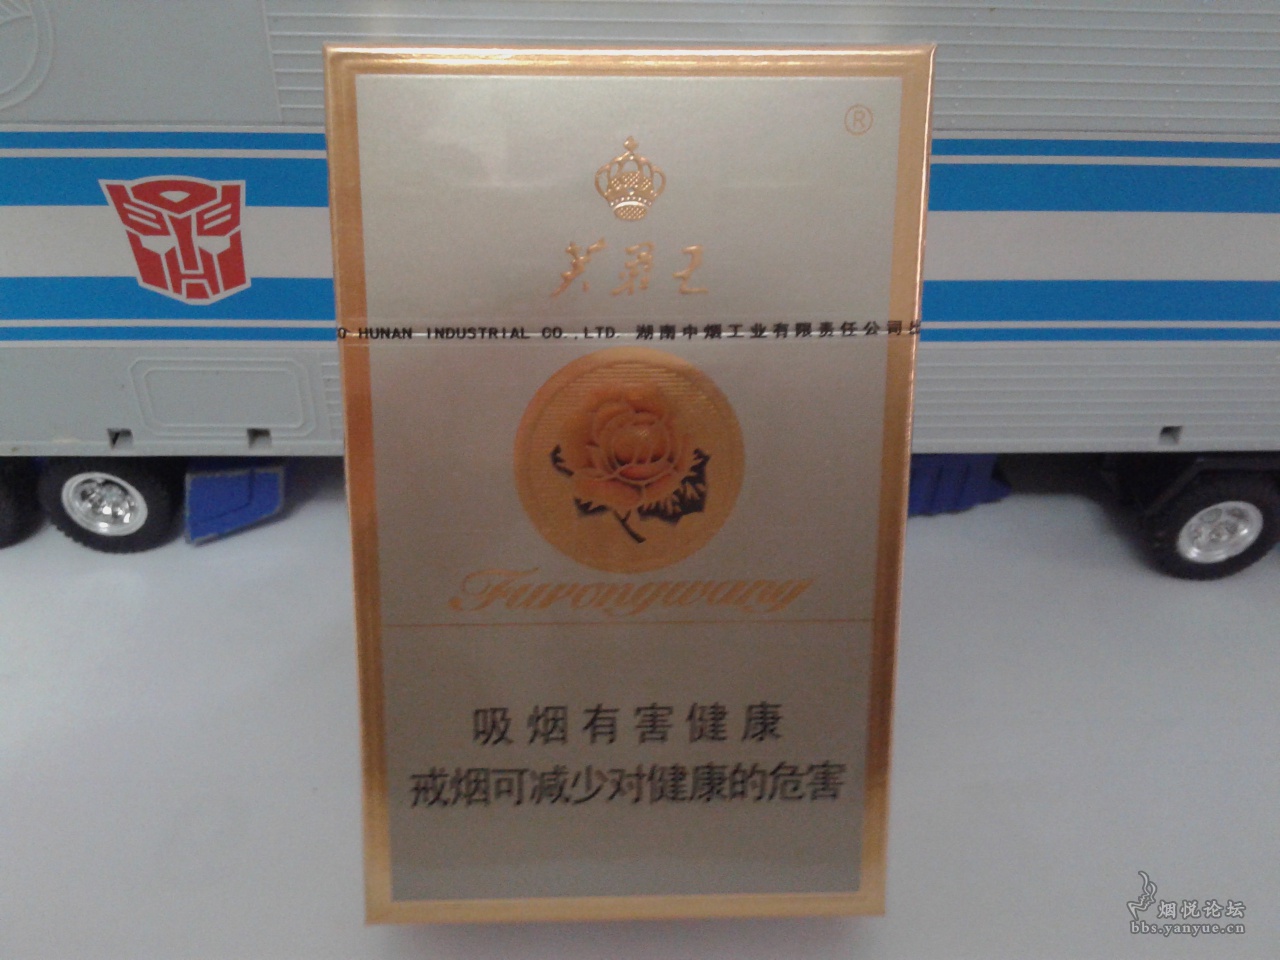 ®
芙蓉王
O HUNAN INDUSTRIAL CO.,LTD. 湖南中烟工业有限责任公司
Furongwang
吸烟有害健康
戒烟可减少对健康的危害
烟悦论坛
bbs.yanyue.cn